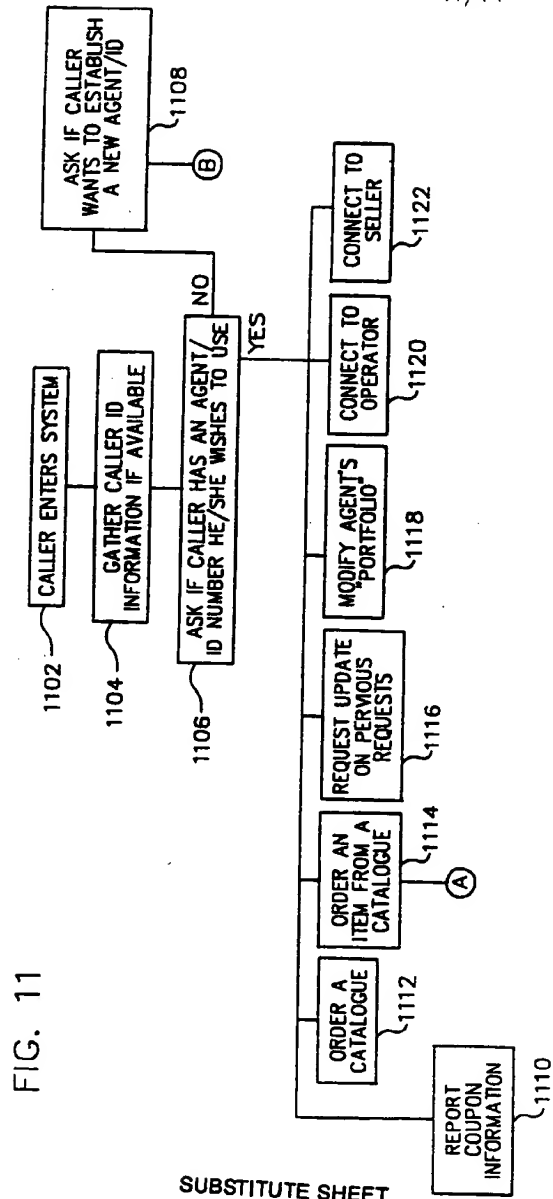 FIG. 11
CALLER ENTERS SYSTEM
1102
GATHER CALLER ID
INFORMATION IF AVAILABLE
1104
ASK IF CALLER HAS AN AGENT/
ID NUMBER HE/SHE WISHES TO USE
1106
NO
YES
ASK IF CALLER
WANTS TO ESTABLISH
A NEW AGENT/ID
1108
B
REPORT
COUPON
INFORMATION
1110
ORDER A
CATALOGUE
1112
ORDER AN
ITEM FROM A
CATALOGUE
1114
A
REQUEST UPDATE
ON PERVIOUS
REQUESTS
1116
MODIFY AGENT'S
"PORTFOLIO"
1118
CONNECT TO
OPERATOR
1120
CONNECT TO
SELLER
1122
SUBSTITUTE SHEET